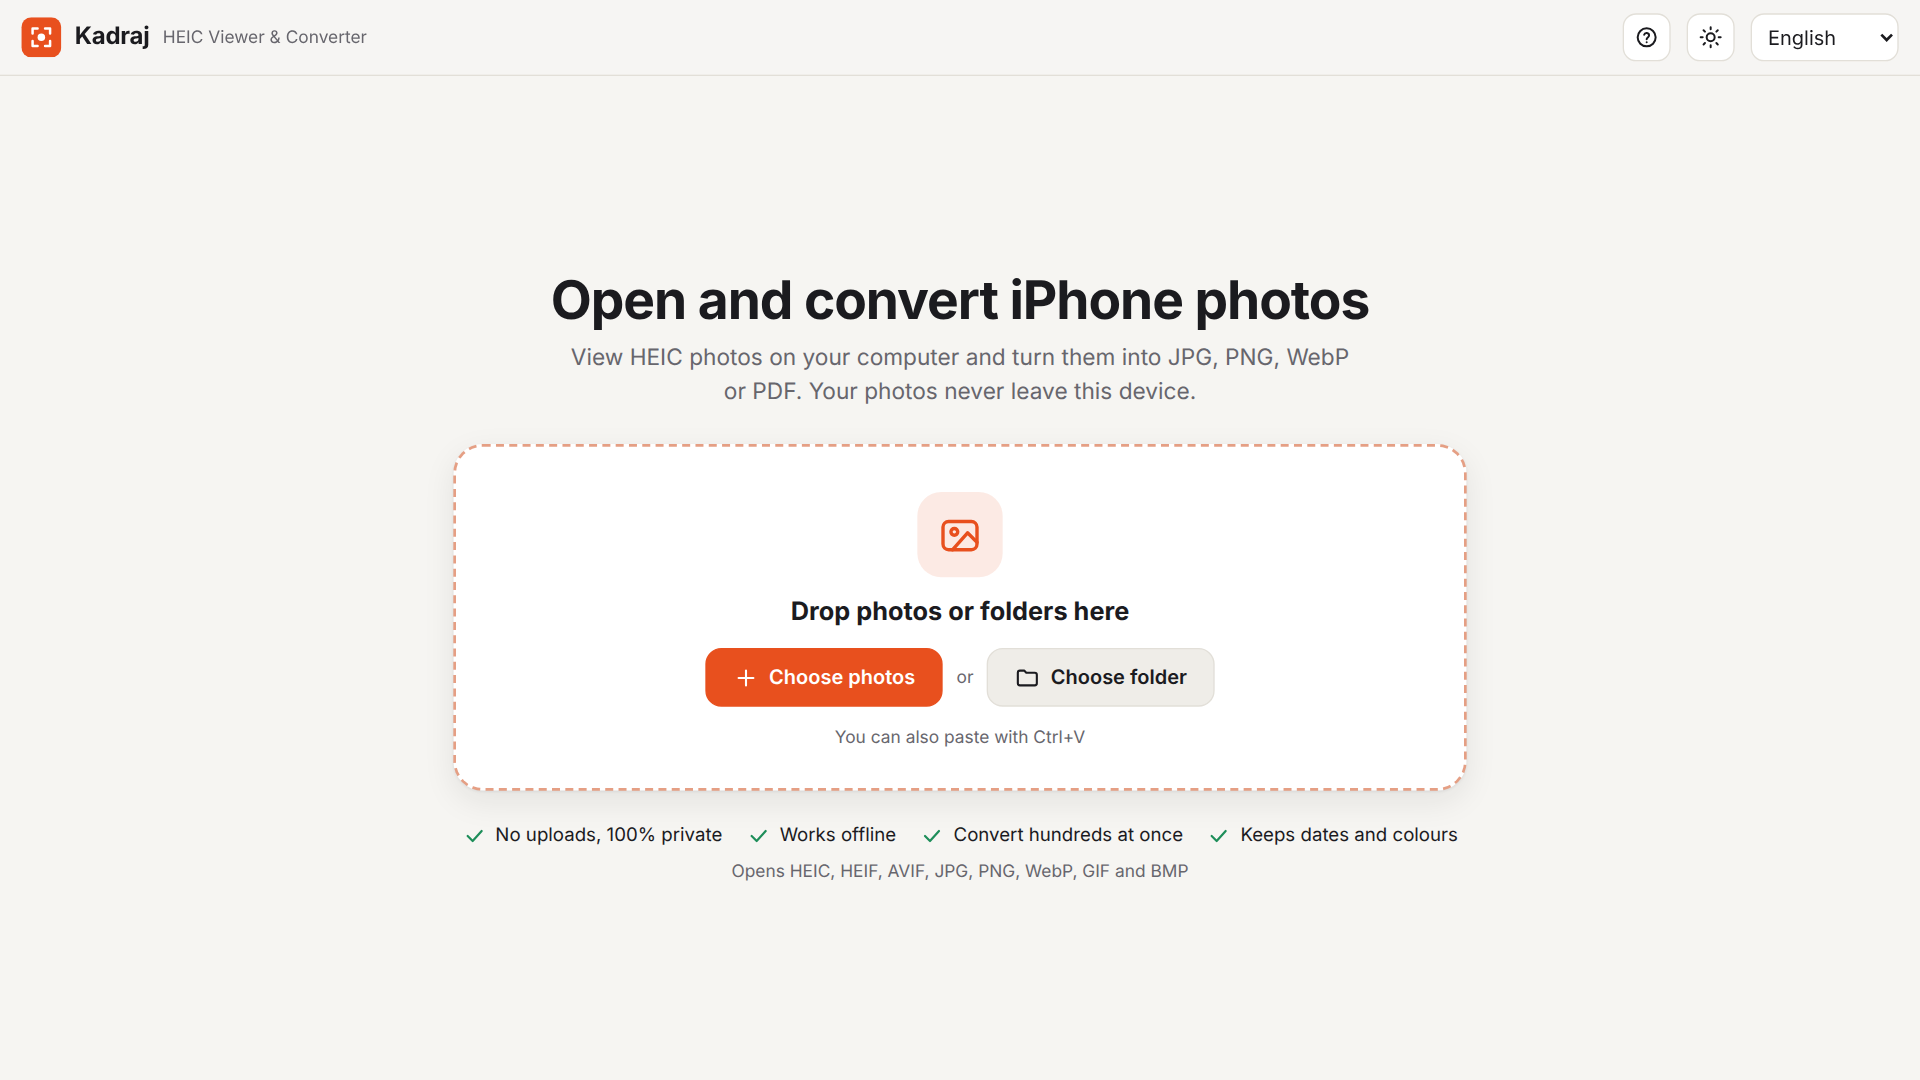 Kadraj HEIC Viewer & Converter
English
Open and convert iPhone photos
View HEIC photos on your computer and turn them into JPG, PNG, WebP
or PDF. Your photos never leave this device.
Drop photos or folders here
Choose photos or Choose folder
You can also paste with Ctrl+V
No uploads, 100% private Works offline Convert hundreds at once Keeps dates and colours
Opens HEIC, HEIF, AVIF, JPG, PNG, WebP, GIF and BMP